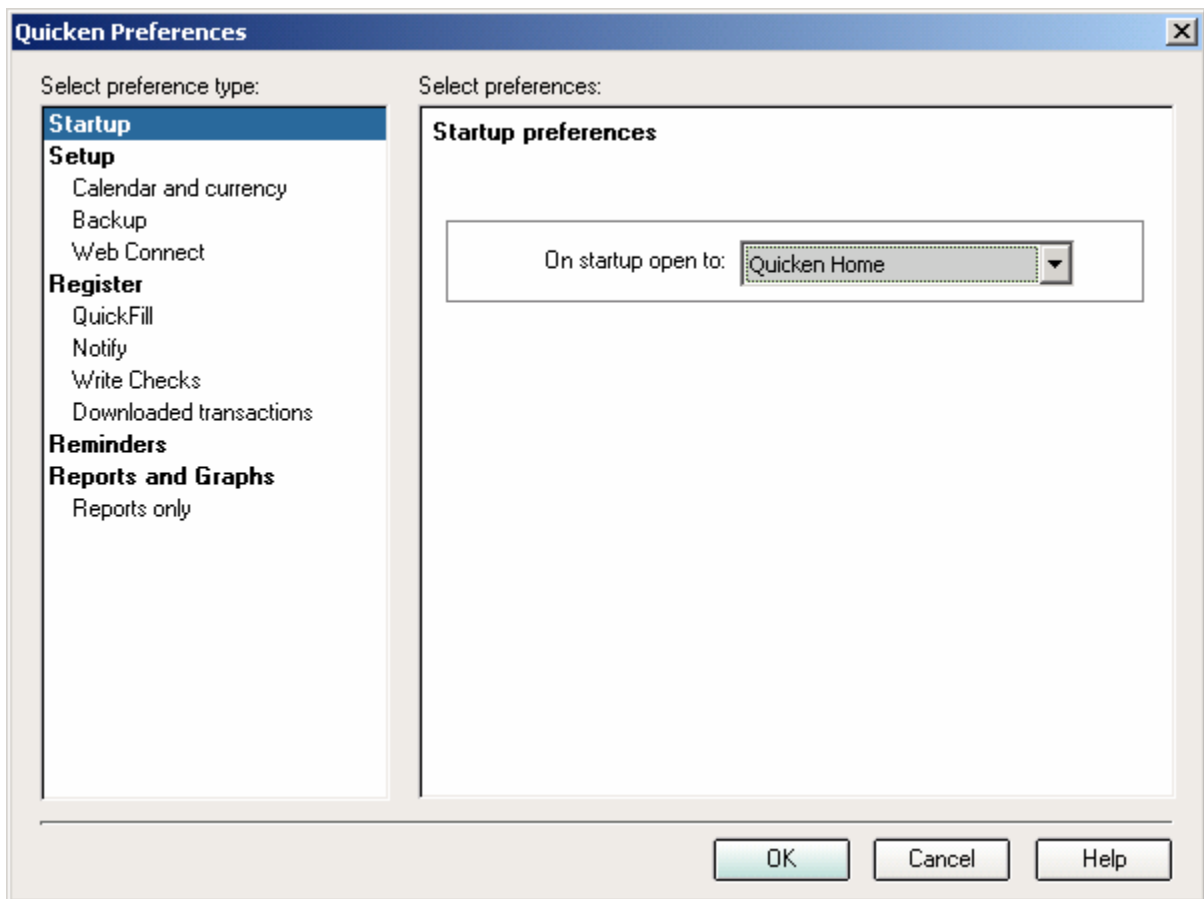 Quicken Preferences
Select preference type:
Startup
Setup
Calendar and currency
Backup
Web Connect
Register
QuickFill
Notify
Write Checks
Downloaded transactions
Reminders
Reports and Graphs
Reports only
Select preferences:
Startup preferences
On startup open to: Quicken Home
OK Cancel Help